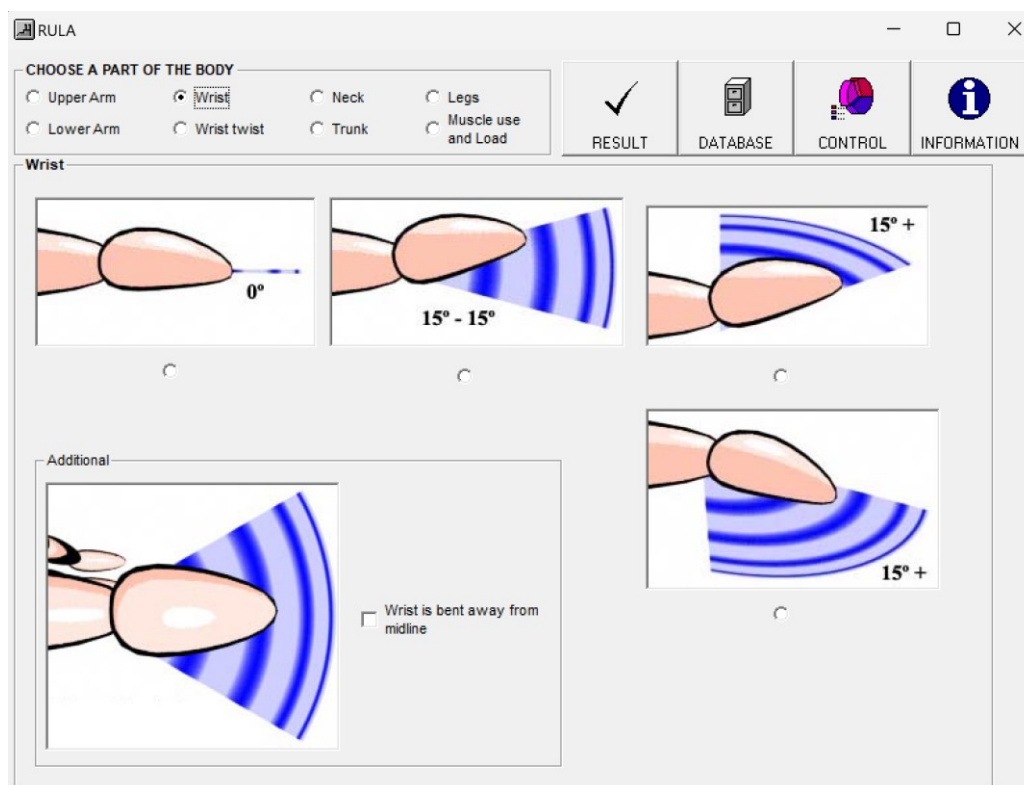 RULA
CHOOSE A PART OF THE BODY
Upper Arm
Wrist
Neck
Legs
Lower Arm
Wrist twist
Trunk
Muscle use
and Load
RESULT
DATABASE
CONTROL
INFORMATION
Wrist
0º
15º - 15º
15º +
Additional
Wrist is bent away from
midline
15º +